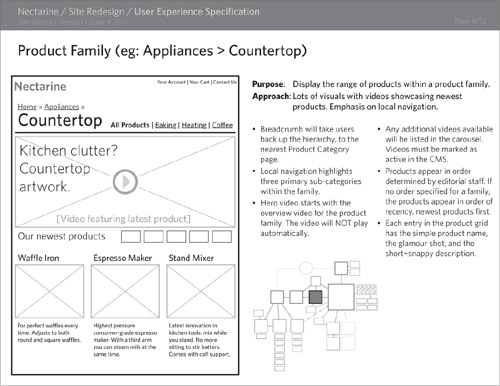 Nectarine / Site Redesign / User Experience Specification
Page 4/12
Product Family (eg: Appliances > Countertop)
Nectarine
Your Account | Your Cart | Contact Us
Home » Appliances »
Countertop
All Products | Baking | Heating | Coffee
Kitchen clutter?
Countertop
artwork.
[Video featuring latest product]
Our newest products
Waffle Iron
Espresso Maker
Stand Mixer
For perfect waffles every
time. Adjusts to both
round and square waffles.
Highest pressure
consumer-grade espresso
maker. With a third arm
you can steam milk at the
same time.
Latest innovation in
kitchen tools: mix while
you stand. No more
sitting to stir batters.
Comes with calf support.
Purpose: Display the range of products within a product family.
Approach: Lots of visuals with videos showcasing newest
products. Emphasis on local navigation.
• Breadcrumb will take users
back up the hierarchy, to the
nearest Product Category
page.
• Local navigation highlights
three primary sub-categories
within the family.
• Hero video starts with the
overview video for the product
family. The video will NOT play
automatically.
• Any additional videos available
will be listed in the carousel.
Videos must be marked as
active in the CMS.
• Products appear in order
determined by editorial staff. If
no order specified for a family,
the products appear in order of
recency, newest products first.
• Each entry in the product grid
has the simple product name,
the glamour shot, and the
short+snappy description.